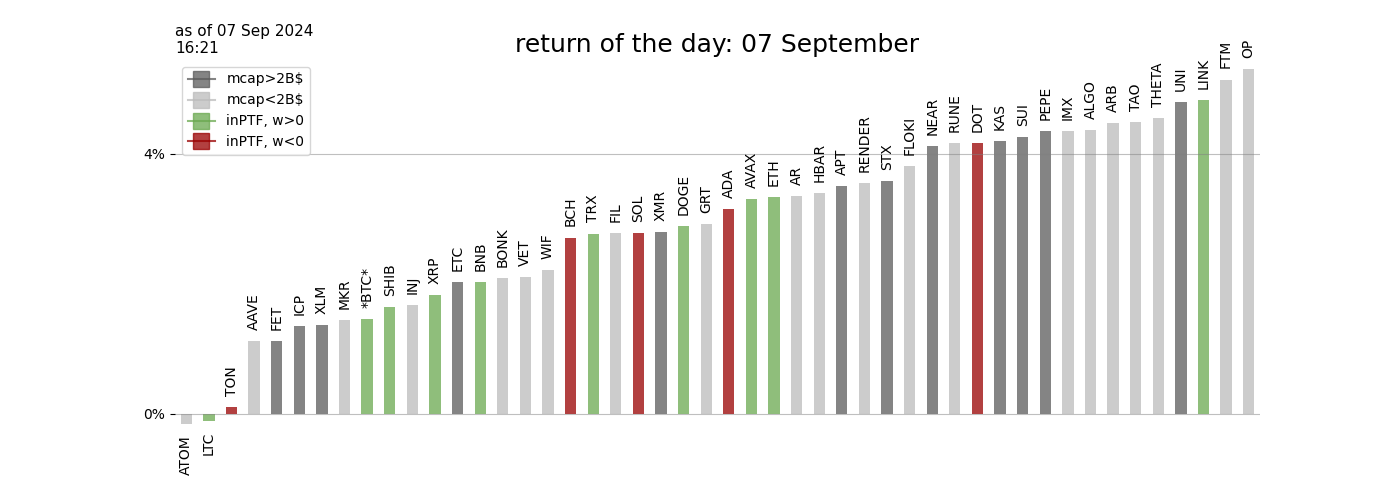 as of 07 Sep 2024
16:21
return of the day: 07 September
mcap>2B$
mcap<2B$
inPTF, w>0
inPTF, w<0
4%
0%
ATOM
LTC
TON
AAVE
FET
ICP
XLM
MKR
*BTC*
SHIB
INJ
XRP
ETC
BNB
BONK
VET
WIF
BCH
TRX
FIL
SOL
XMR
DOGE
GRT
ADA
AVAX
ETH
AR
HBAR
APT
RENDER
STX
FLOKI
NEAR
RUNE
DOT
KAS
SUI
PEPE
IMX
ALGO
ARB
TAO
THETA
UNI
LINK
FTM
OP